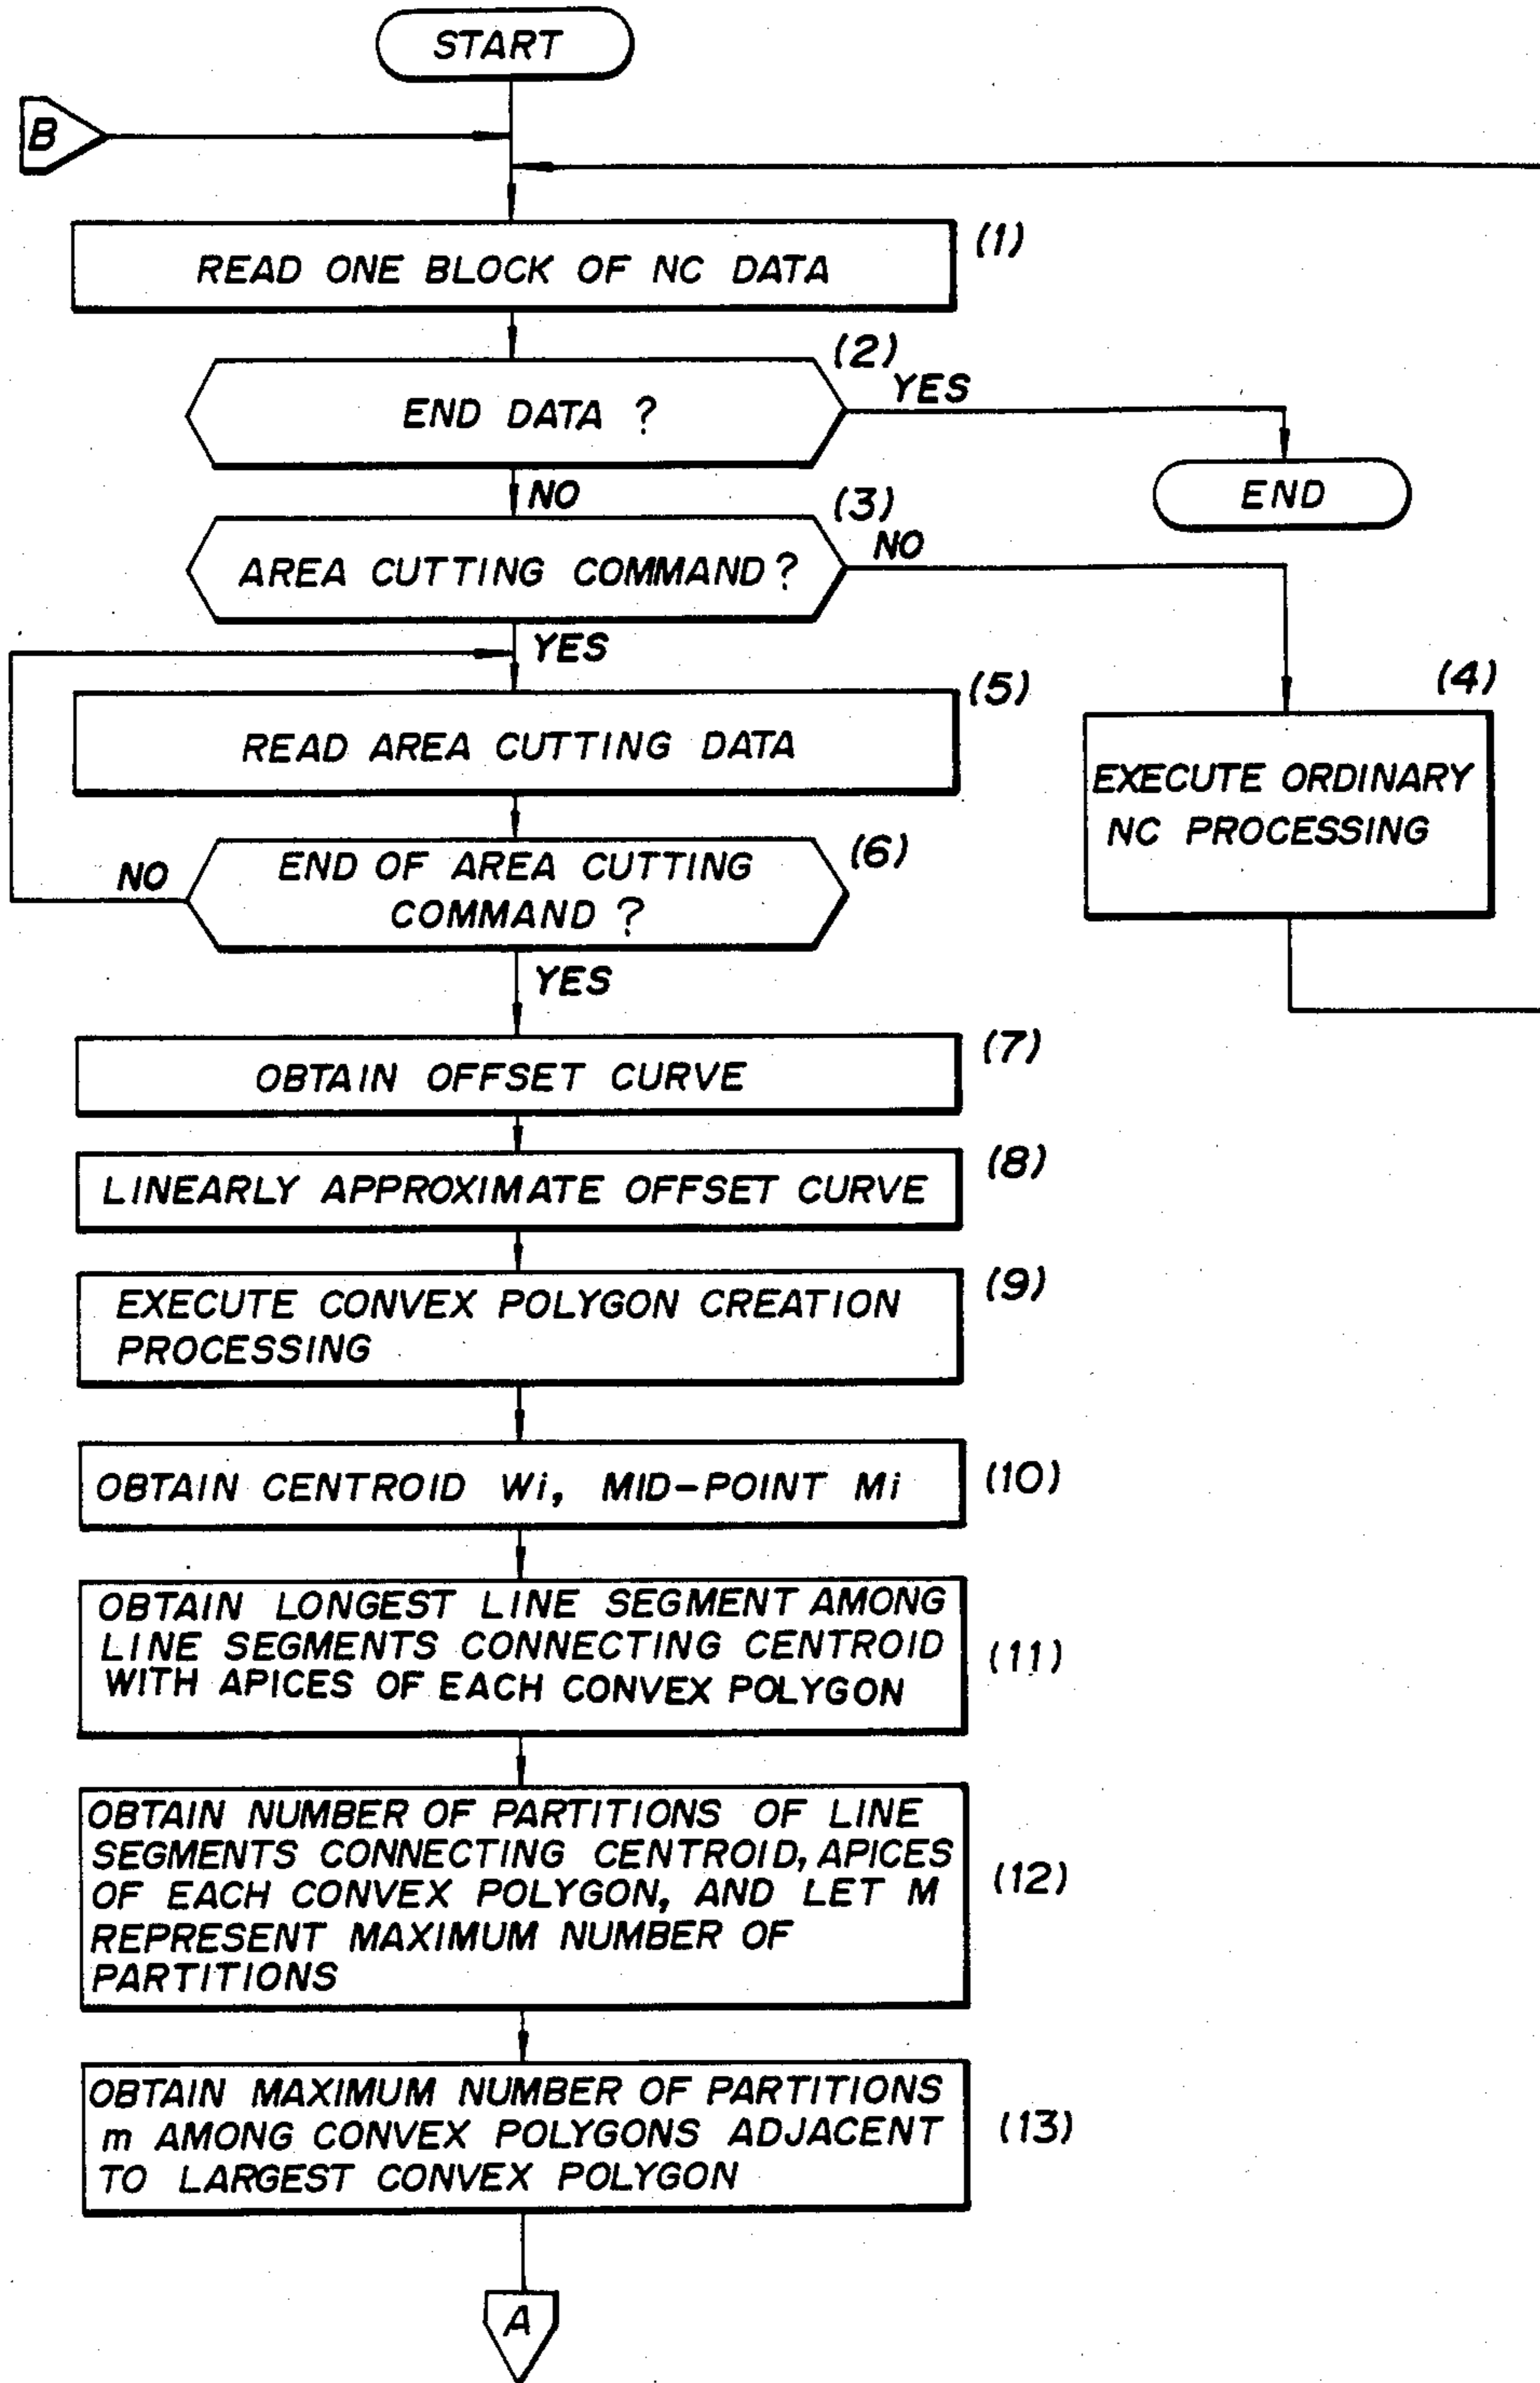 START
B
(1)
READ ONE BLOCK OF NC DATA
(2)
END DATA ?
YES
END
NO
(3)
AREA CUTTING COMMAND ?
NO
YES
(4)
EXECUTE ORDINARY
NC PROCESSING
(5)
READ AREA CUTTING DATA
(6)
END OF AREA CUTTING
COMMAND ?
NO
YES
(7)
OBTAIN OFFSET CURVE
(8)
LINEARLY APPROXIMATE OFFSET CURVE
(9)
EXECUTE CONVEX POLYGON CREATION
PROCESSING
OBTAIN CENTROID Wi, MID-POINT Mi
(10)
OBTAIN LONGEST LINE SEGMENT AMONG
LINE SEGMENTS CONNECTING CENTROID
WITH APICES OF EACH CONVEX POLYGON
(11)
OBTAIN NUMBER OF PARTITIONS OF LINE
SEGMENTS CONNECTING CENTROID, APICES
OF EACH CONVEX POLYGON, AND LET M
REPRESENT MAXIMUM NUMBER OF
PARTITIONS
(12)
OBTAIN MAXIMUM NUMBER OF PARTITIONS
m AMONG CONVEX POLYGONS ADJACENT
TO LARGEST CONVEX POLYGON
(13)
A